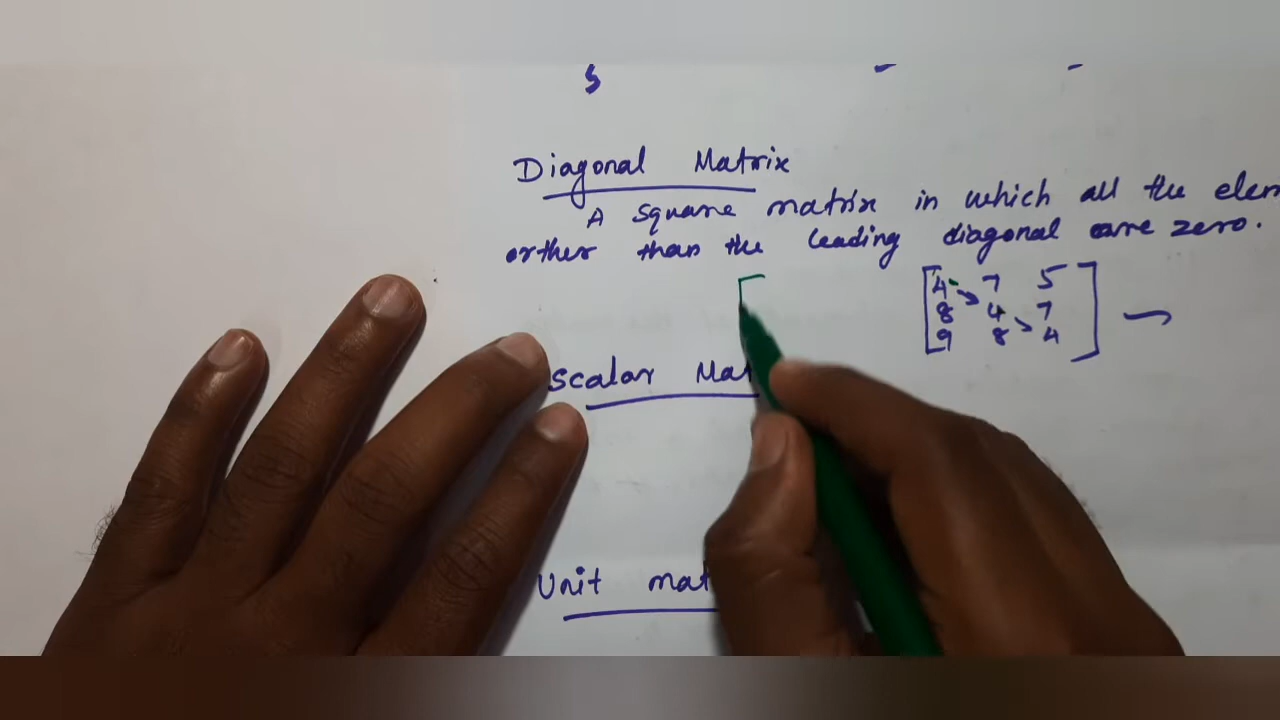 Diagonal Matrix
A square matrix in which all the elem
orther than the leading diagonal are zero.
4 7 5
8 4 7
9 8 4
Scalar Mat
Unit mat